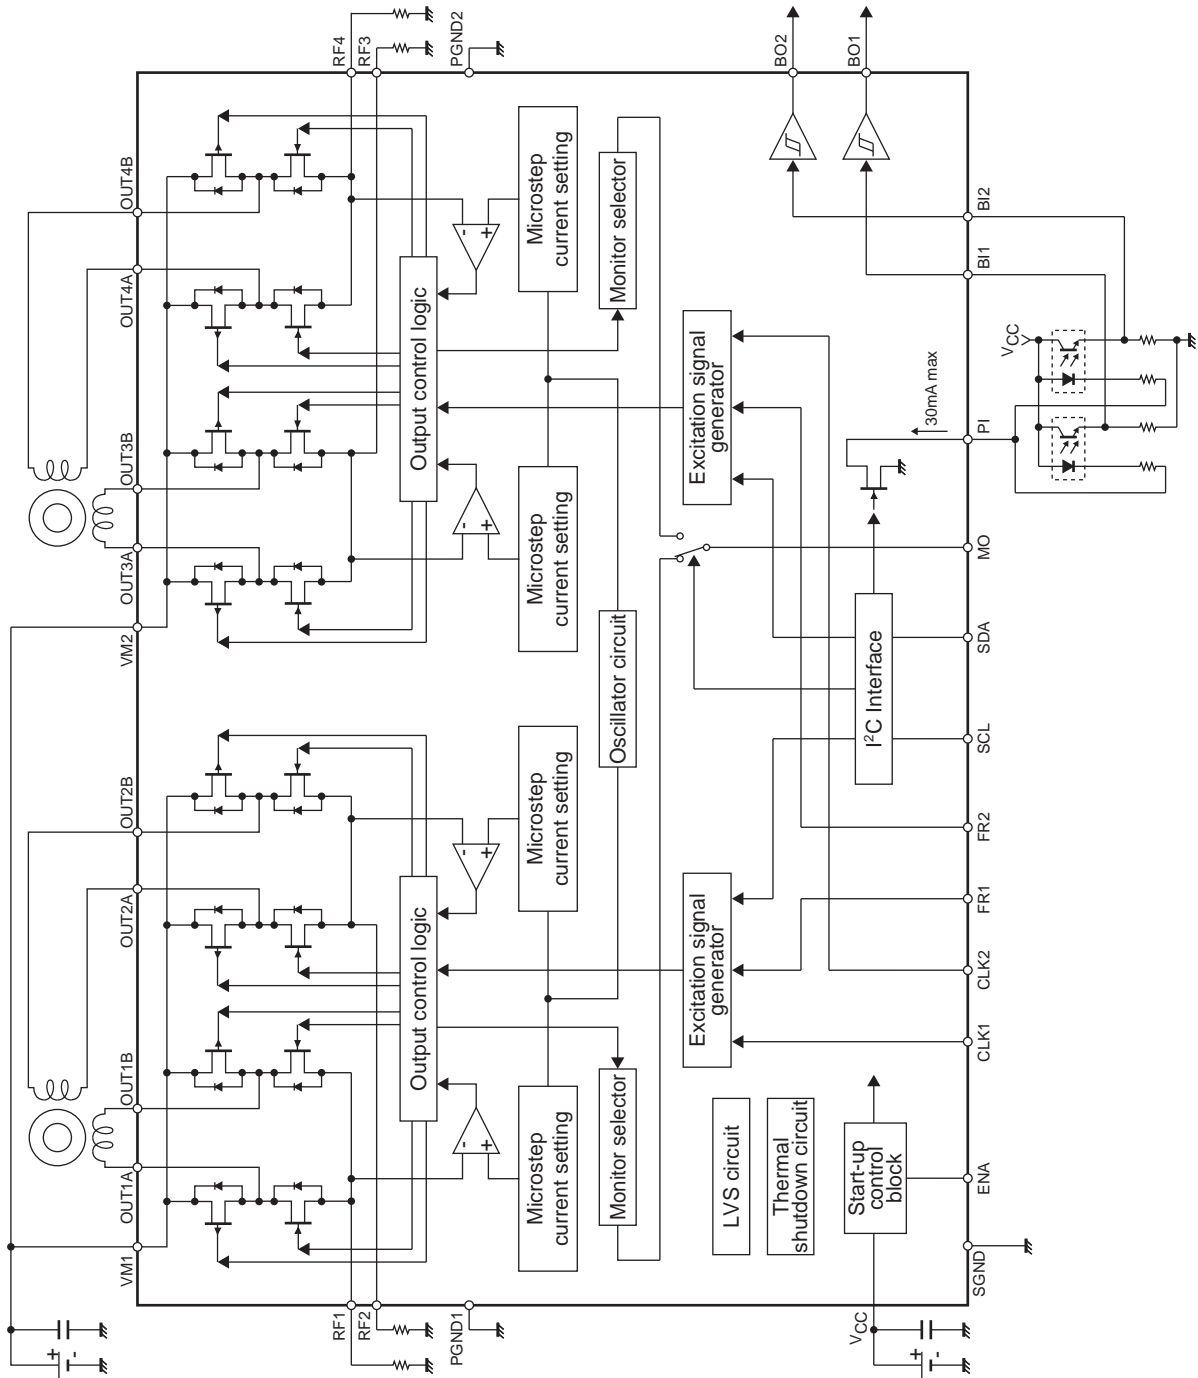 OUT4B
OUT4A
OUT3B
OUT3A
VM2
OUT2B
OUT2A
OUT1B
OUT1A
VM1
+
-
RF4
RF3
PGND2
Output control logic
-
+
-
+
Microstep
current setting
Microstep
current setting
Monitor selector
Oscillator circuit
Output control logic
-
+
-
+
Microstep
current setting
Microstep
current setting
Monitor selector
RF1
RF2
PGND1
Excitation signal
generator
Excitation signal
generator
LVS circuit
Thermal
shutdown circuit
Start-up
control
block
I2C Interface
BO2
BO1
BI2
BI1
VCC
30mA max
PI
MO
SDA
SCL
FR2
FR1
CLK2
CLK1
ENA
SGND
VCC
+
-